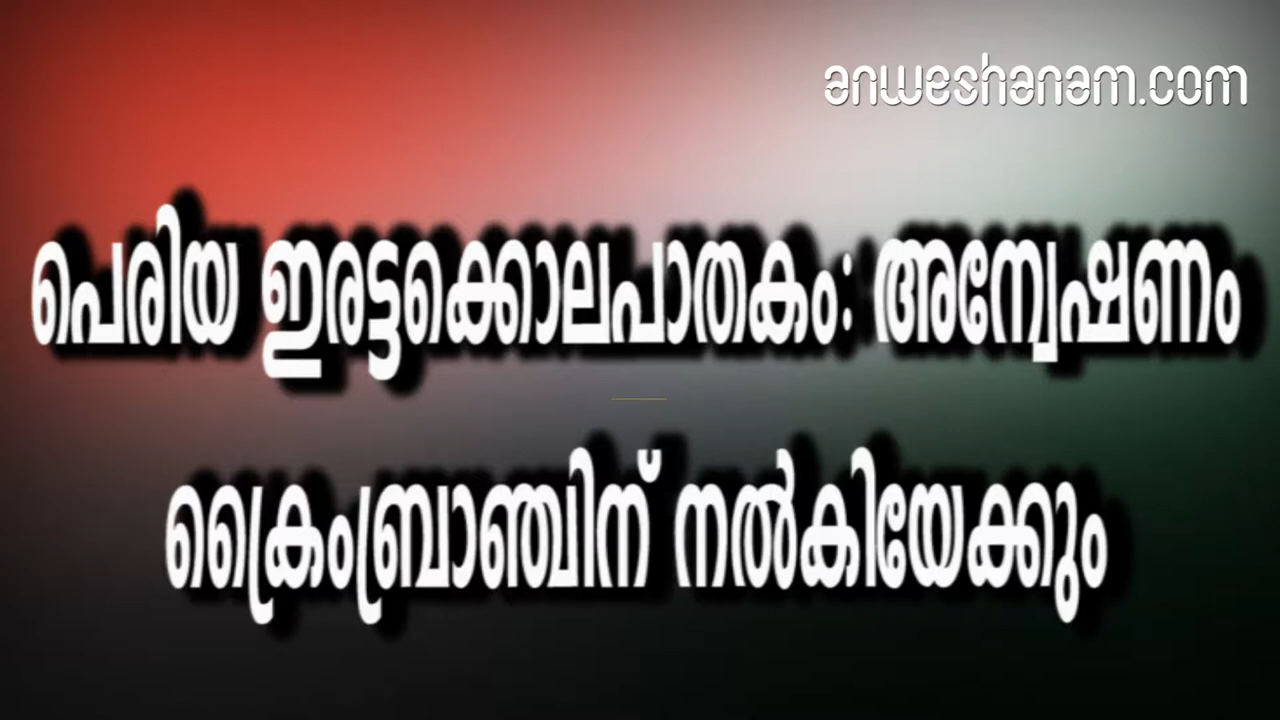 anweshanam.com
പെരിയ ഇരട്ടക്കൊലപാതകം: അന്വേഷണം
ക്രൈംബ്രാഞ്ചിന് നൽകിയേക്കും